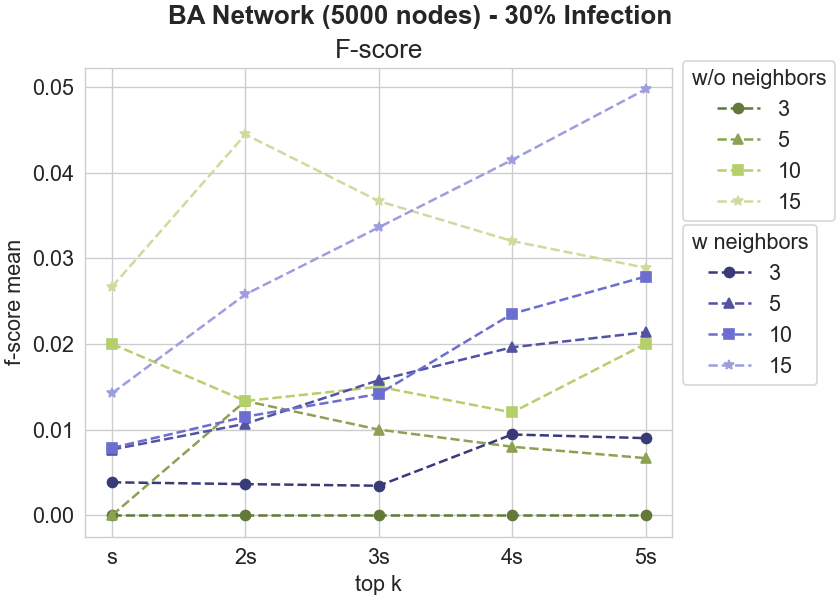 BA Network (5000 nodes) - 30% Infection
F-score
0.05
0.04
0.03
0.02
0.01
0.00
f-score mean
s 2s 3s 4s 5s
top k
w/o neighbors
3
5
10
15
w neighbors
3
5
10
15